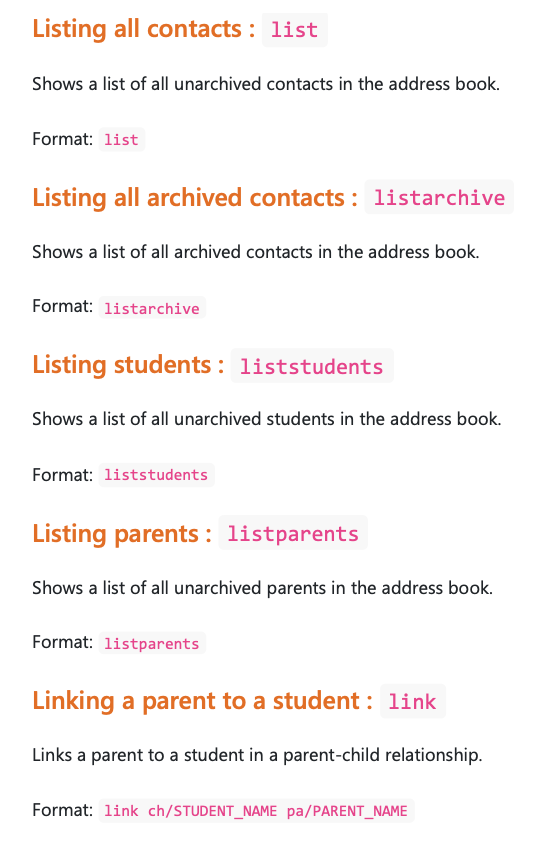 Listing all contacts : list
Shows a list of all unarchived contacts in the address book.
Format: list
Listing all archived contacts : listarchive
Shows a list of all archived contacts in the address book.
Format: listarchive
Listing students : liststudents
Shows a list of all unarchived students in the address book.
Format: liststudents
Listing parents : listparents
Shows a list of all unarchived parents in the address book.
Format: listparents
Linking a parent to a student : link
Links a parent to a student in a parent-child relationship.
Format: link ch/STUDENT_NAME pa/PARENT_NAME